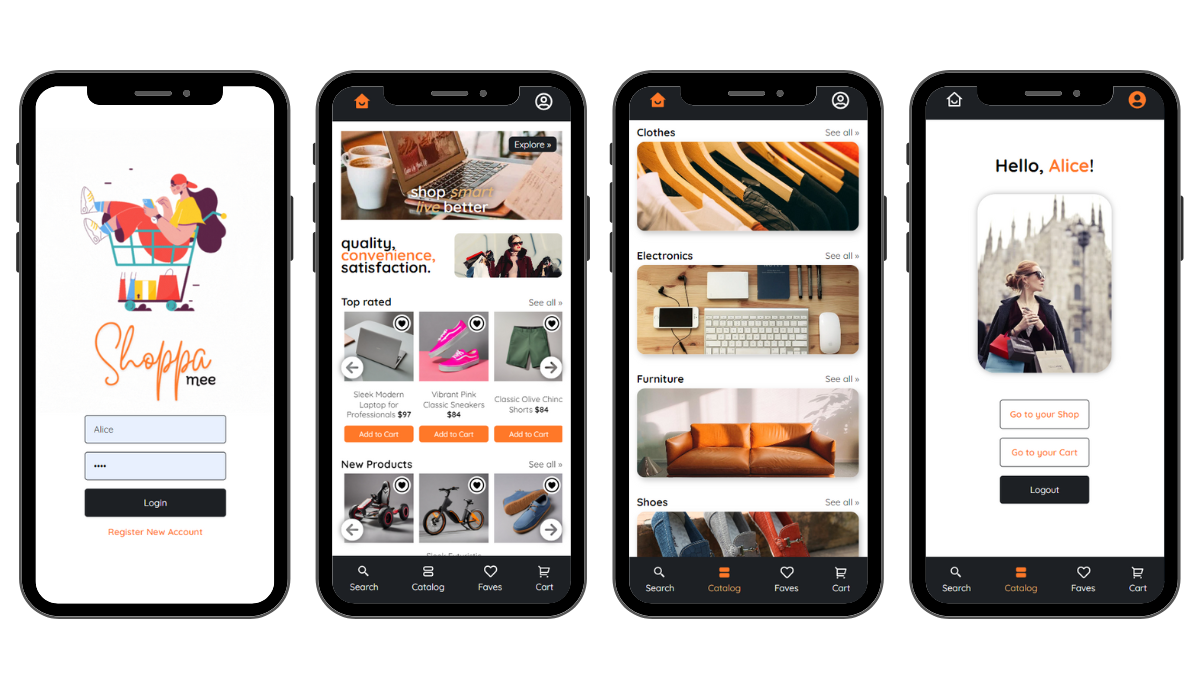 Shoppa
mee
Alice
••••
Login
Register New Account
Explore »
shop smart
live better
quality,
convenience,
satisfaction.
Top rated
See all »
Sleek Modern
Laptop for
Professionals $97
Add to Cart
Vibrant Pink
Classic Sneakers
$84
Add to Cart
Classic Olive Chino
Shorts $84
Add to Cart
New Products
See all »
Sleek Futuristic
Search
Catalog
Faves
Cart
Clothes
See all »
Electronics
See all »
Furniture
See all »
Shoes
See all »
Search
Catalog
Faves
Cart
Hello, Alice!
Go to your Shop
Go to your Cart
Logout
Search
Catalog
Faves
Cart